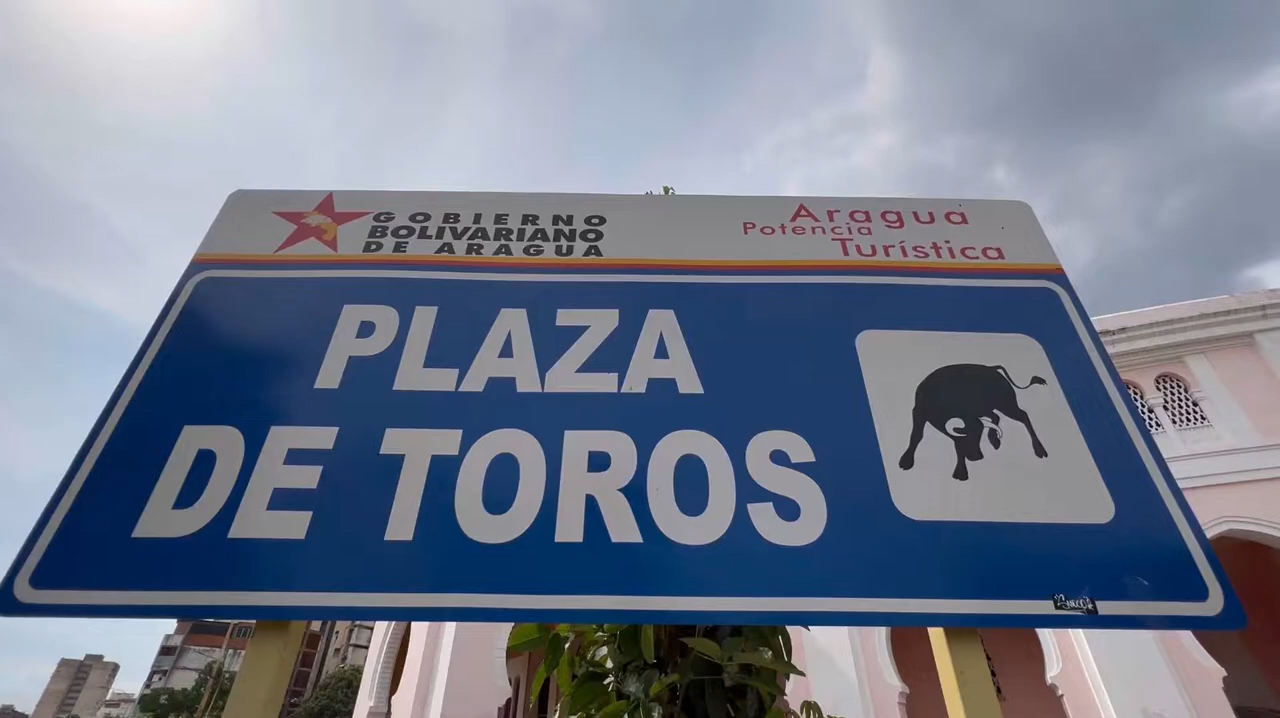 GOBIERNO
BOLIVARIANO
DE ARAGUA
Aragua
Potencia
Turística
PLAZA
DE TOROS